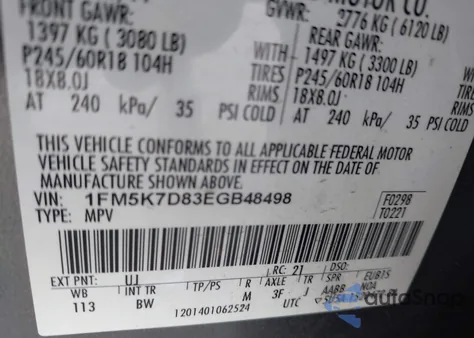 FRONT GAWR: GVWR: 2776 KG ( 6120 LB)
1397 KG ( 3080 LB) REAR GAWR:
P245/60R18 104H WITH 1497 KG ( 3300 LB)
18X8.0J TIRES P245/60R18 104H
RIMS 18X8.0J
AT 240 kPa/ 35 PSI COLD AT 240 kPa/ 35 PSI COLD
THIS VEHICLE CONFORMS TO ALL APPLICABLE FEDERAL MOTOR
VEHICLE SAFETY STANDARDS IN EFFECT ON THE DATE OF
MANUFACTURE SHOWN ABOVE.
VIN: 1FM5K7D83EGB48498 F0298
TYPE: MPV T0221
EXT PNT: UJ RC: 21 DSO:
WB INT TR TP/PS R AXLE TR SPR
113 BW M 3F J AABB
1201401062524 UTC
autoSnap